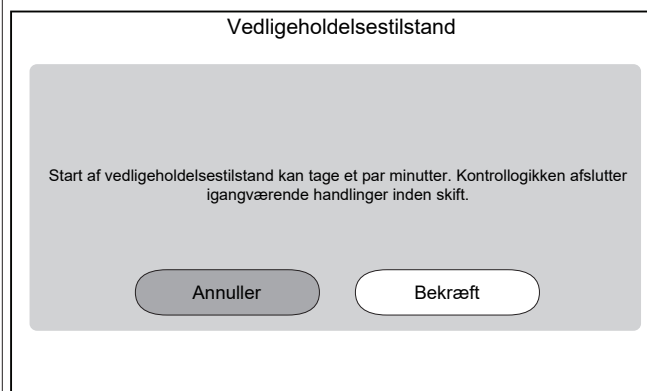 Vedligeholdelsestilstand
Start af vedligeholdelsestilstand kan tage et par minutter. Kontrollogikken afslutter
igangværende handlinger inden skift.
Annuller
Bekræft